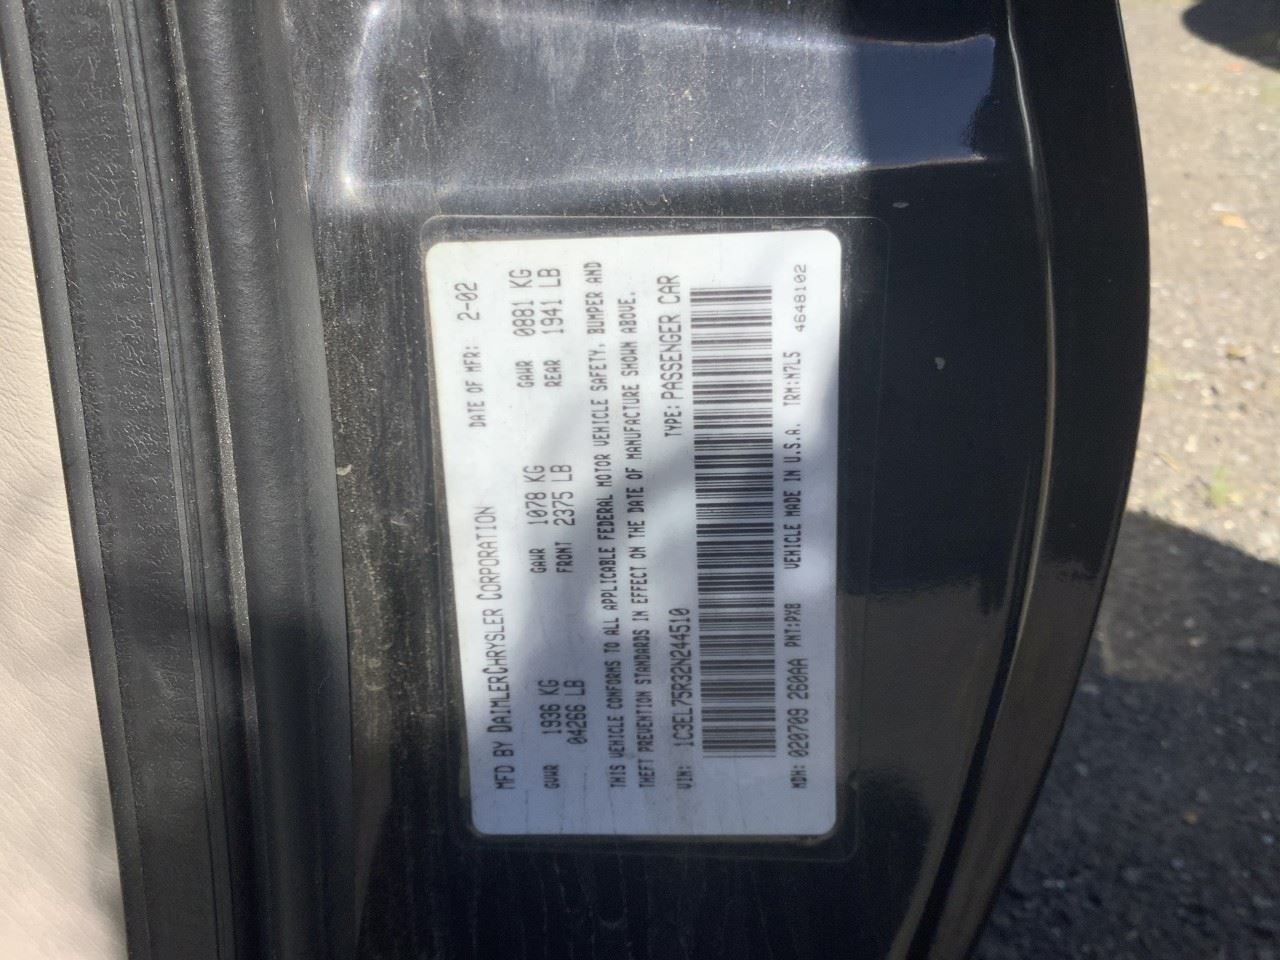 MFD BY DAIMLERCHRYSLER CORPORATION DATE OF MFR: 2-02
GVWR 1936 KG GAWR 1078 KG GAWR 0881 KG
04266 LB FRONT 2375 LB REAR 1941 LB
THIS VEHICLE CONFORMS TO ALL APPLICABLE FEDERAL MOTOR VEHICLE SAFETY, BUMPER AND
THEFT PREVENTION STANDARDS IN EFFECT ON THE DATE OF MANUFACTURE SHOWN ABOVE.
VIN: 1C3EL75R32N244510 TYPE: PASSENGER CAR
MDH: 020709 260AA PNT:PXB VEHICLE MADE IN U.S.A. TRM:N7L5 4648102